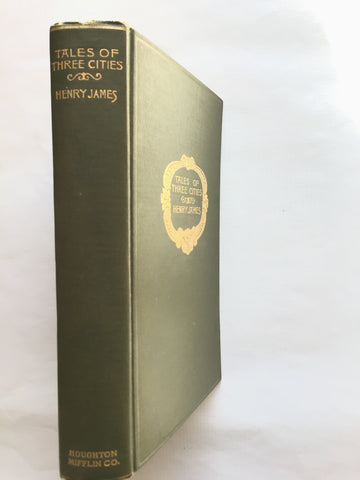 TALES OF
THREE CITIES
HENRY JAMES
HOUGHTON
MIFFLIN CO.
TALES OF
THREE CITIES
HENRY JAMES